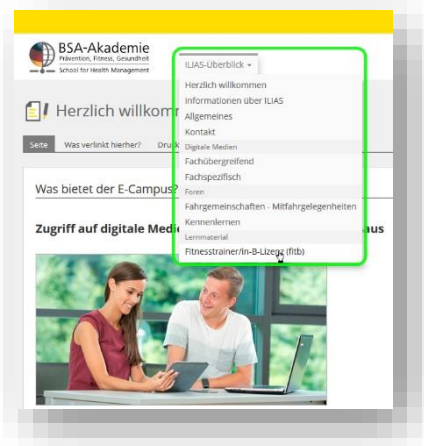 BSA-Akademie
Prävention, Fitness, Gesundheit
School for Health Management
ILIAS-Überblick
Herzlich willkommen
Informationen über ILIAS
Allgemeines
Kontakt
Digitale Medien
Fachübergreifend
Fachspezifisch
Foren
Fahrgemeinschaften - Mitfahrgelegenheiten
Kennenlernen
Lernmaterial
Fitnesstrainer/in-B-Lizenz (fitb)
Herzlich willkomm
Seite Was verlinkt hierher? Druck
Was bietet der E-Campus?
Zugriff auf digitale Medi aus